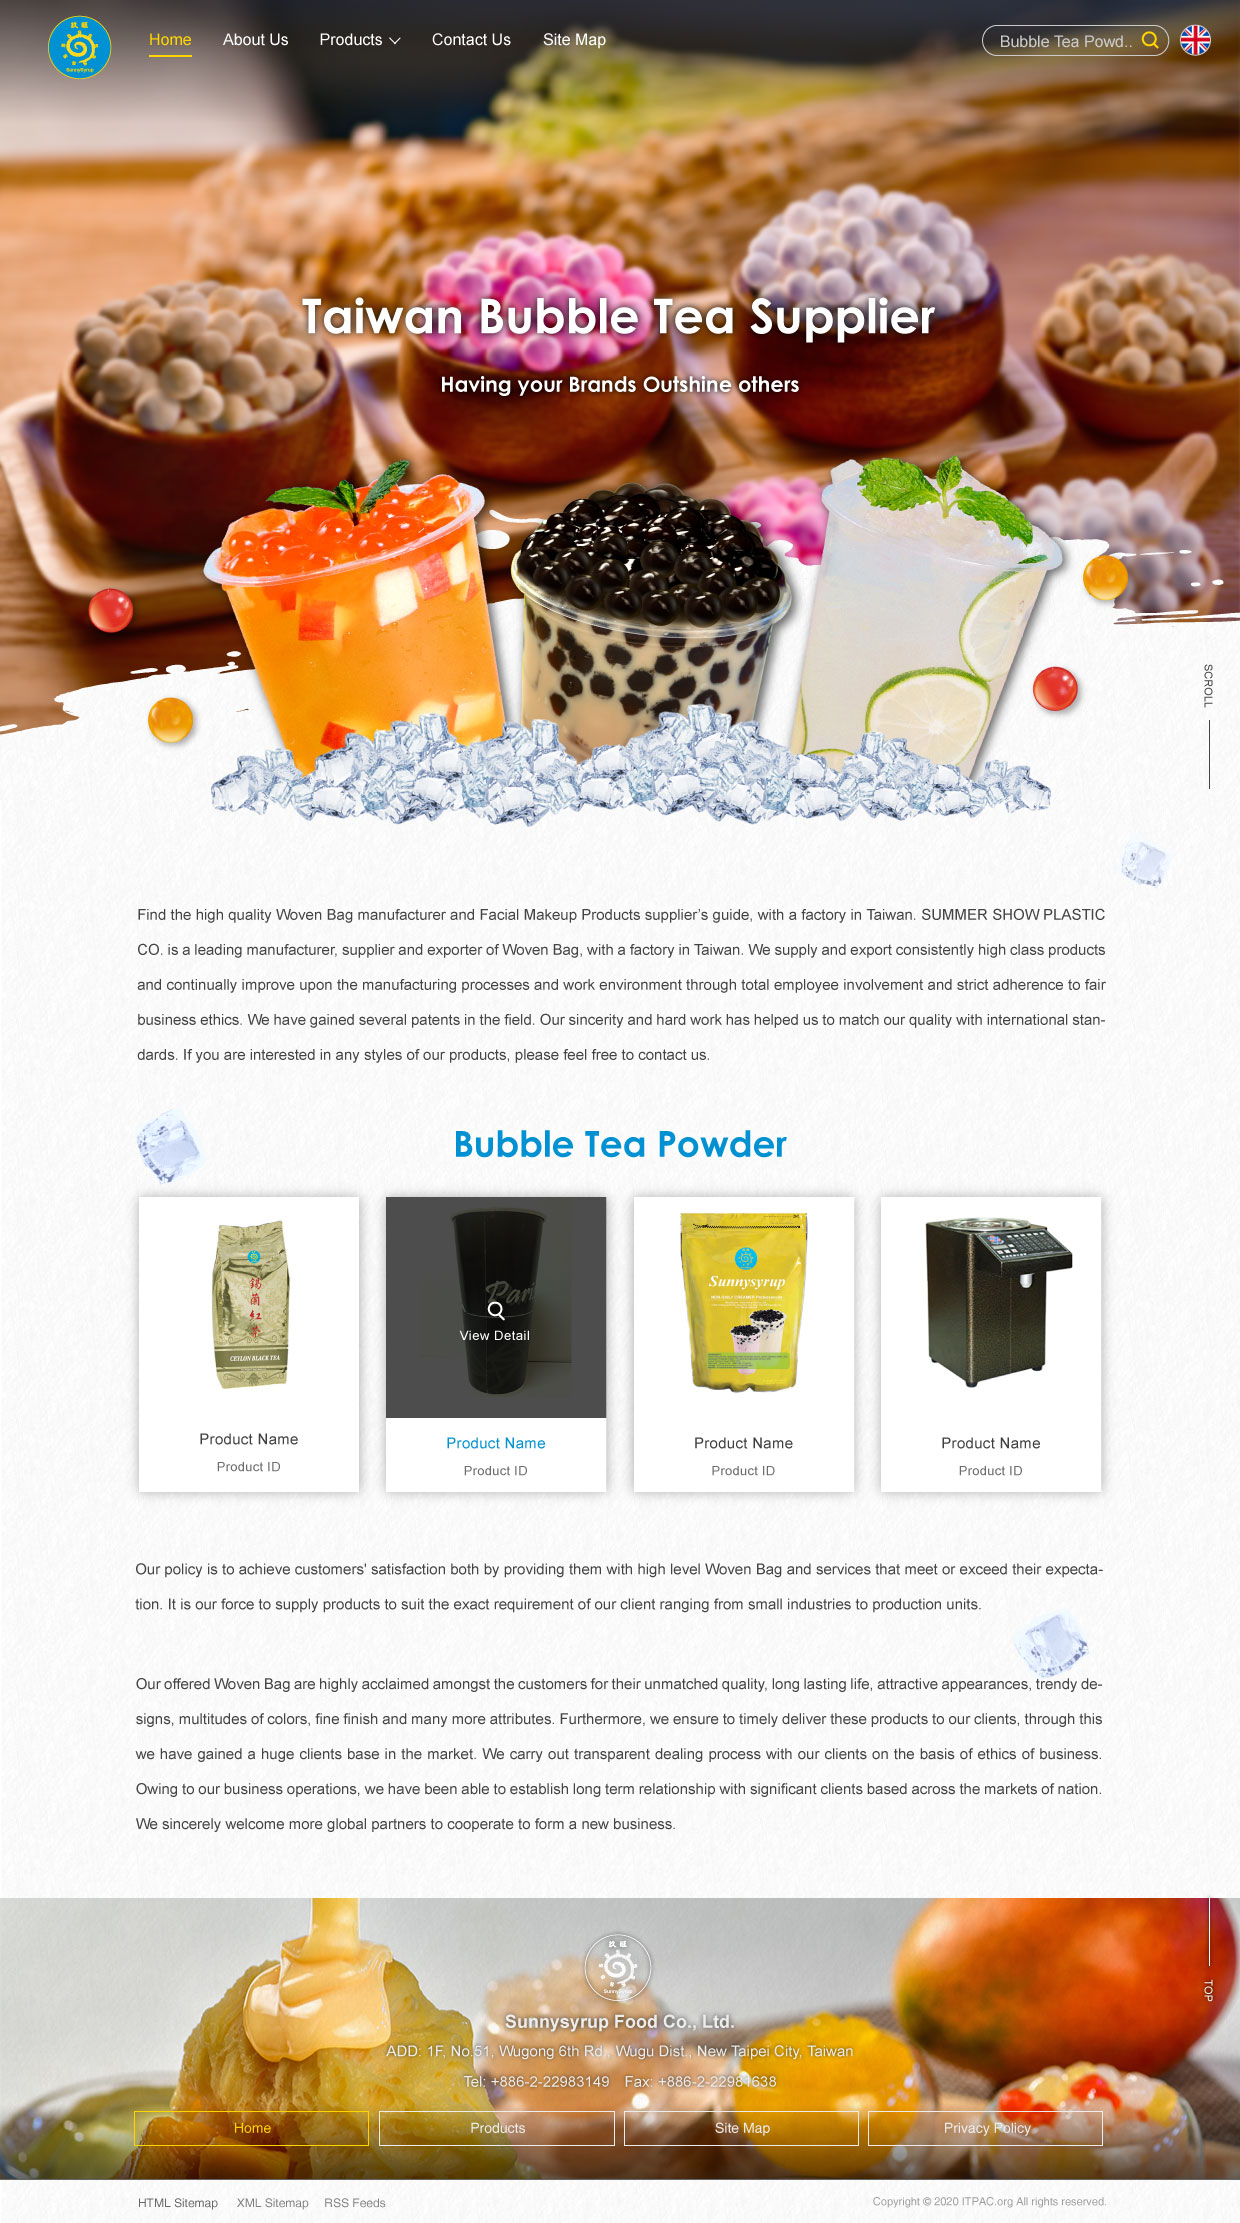 玖旺
SunnySyrup
Home
About Us
Products
Contact Us
Site Map
Bubble Tea Powd..
Taiwan Bubble Tea Supplier
Having your Brands Outshine others
SCROLL
Find the high quality Woven Bag manufacturer and Facial Makeup Products supplier's guide, with a factory in Taiwan. SUMMER SHOW PLASTIC
CO. is a leading manufacturer, supplier and exporter of Woven Bag, with a factory in Taiwan. We supply and export consistently high class products
and continually improve upon the manufacturing processes and work environment through total employee involvement and strict adherence to fair
business ethics. We have gained several patents in the field. Our sincerity and hard work has helped us to match our quality with international stan-
dards. If you are interested in any styles of our products, please feel free to contact us.
Bubble Tea Powder
錫蘭紅茶
CEYLON BLACK TEA
Product Name
Product ID
View Detail
Product Name
Product ID
Sunnysyrup
Product Name
Product ID
Product Name
Product ID
Our policy is to achieve customers' satisfaction both by providing them with high level Woven Bag and services that meet or exceed their expecta-
tion. It is our force to supply products to suit the exact requirement of our client ranging from small industries to production units.
Our offered Woven Bag are highly acclaimed amongst the customers for their unmatched quality, long lasting life, attractive appearances, trendy de-
signs, multitudes of colors, fine finish and many more attributes. Furthermore, we ensure to timely deliver these products to our clients, through this
we have gained a huge clients base in the market. We carry out transparent dealing process with our clients on the basis of ethics of business.
Owing to our business operations, we have been able to establish long term relationship with significant clients based across the markets of nation.
We sincerely welcome more global partners to cooperate to form a new business.
玖旺
SunnySyrup
TOP
Sunnysyrup Food Co., Ltd.
ADD: 1F, No.51, Wugong 6th Rd., Wugu Dist., New Taipei City, Taiwan
Tel: +886-2-22983149 Fax: +886-2-22981638
Home
Products
Site Map
Privacy Policy
HTML Sitemap
XML Sitemap
RSS Feeds
Copyright © 2020 ITPAC.org All rights reserved.